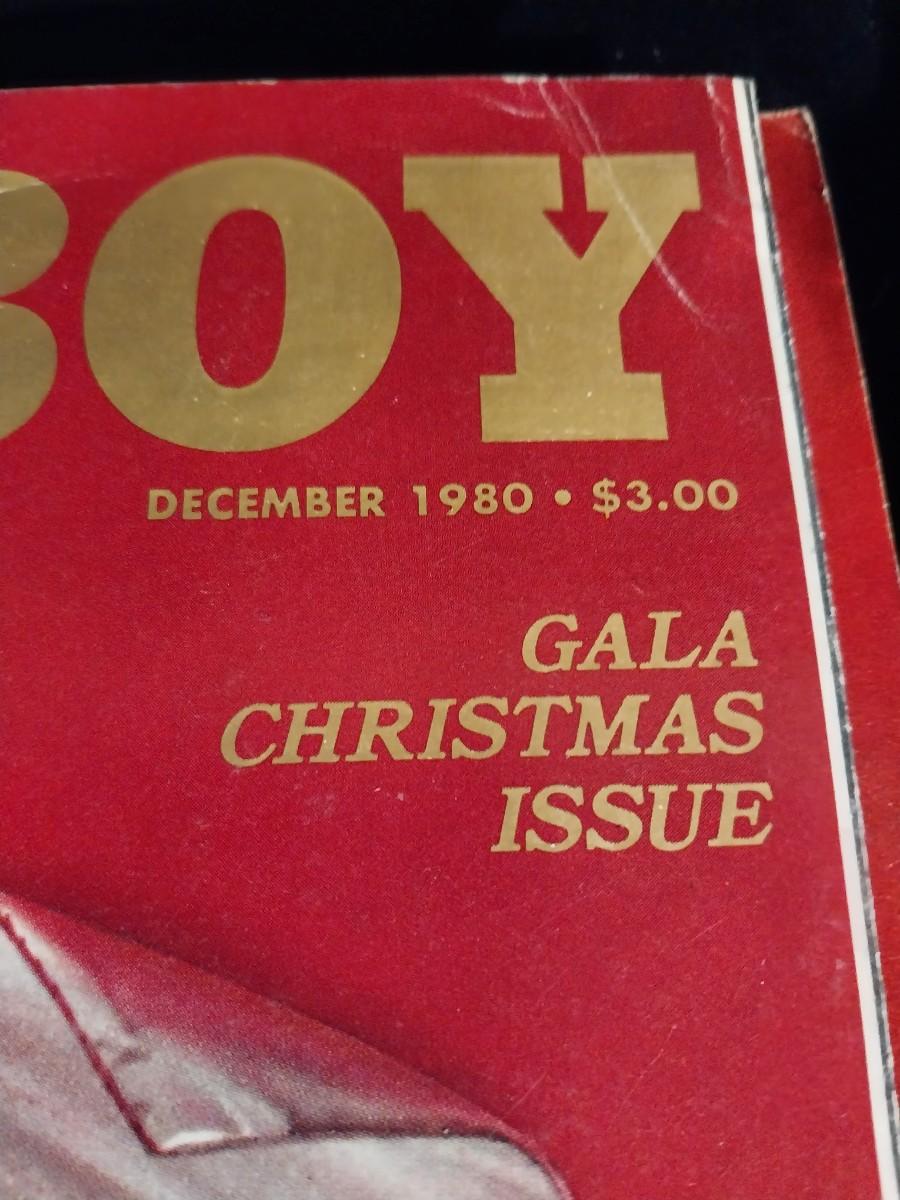 BOY
DECEMBER 1980 • $3.00
GALA
CHRISTMAS
ISSUE